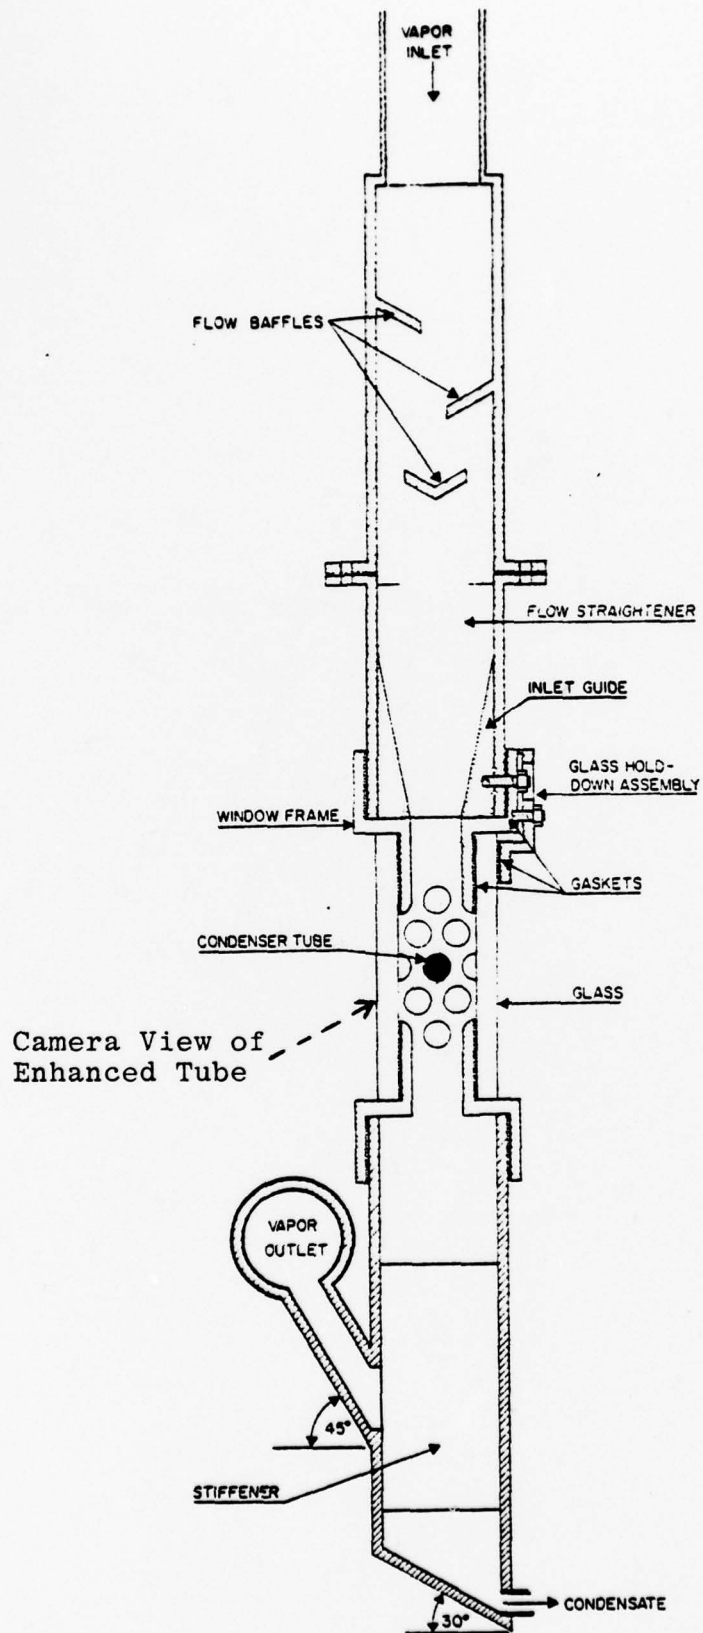 VAPOR
INLET
FLOW BAFFLES
FLOW STRAIGHTENER
INLET GUIDE
GLASS HOLD-
DOWN ASSEMBLY
WINDOW FRAME
GASKETS
CONDENSER TUBE
GLASS
Camera View of
Enhanced Tube
VAPOR
OUTLET
45°
STIFFENER
CONDENSATE
30°